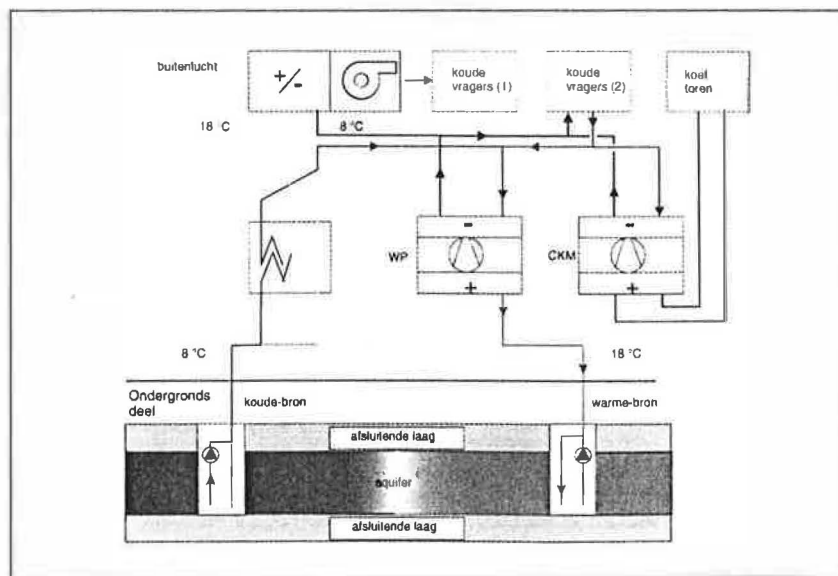 buitenlucht
+/-
koude
vragers (1)
koude
vragers (2)
koel
toren
18 °C
8 °C
WP
-
+
CKM
-
+
8 °C
18 °C
Ondergronds
deel
koude-bron
warme-bron
afsluitende laag
aquifer
afsluitende laag